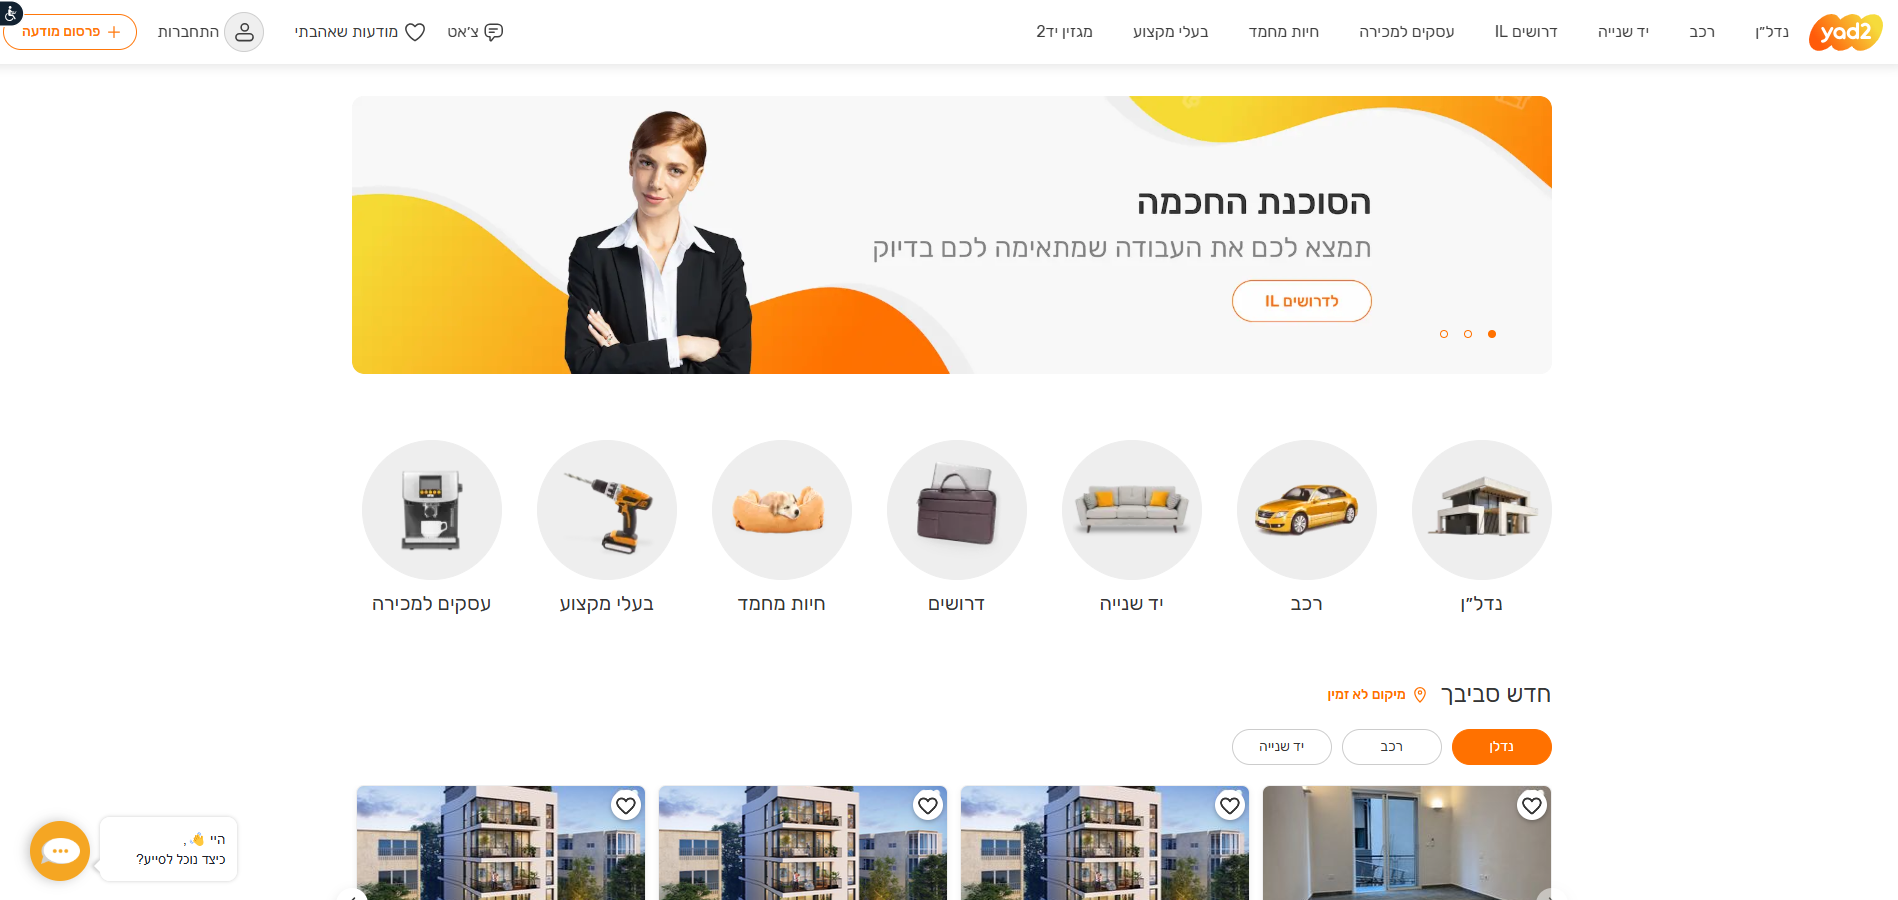 yad2
נדל״ן
רכב
יד שנייה
דרושים IL
עסקים למכירה
חיות מחמד
בעלי מקצוע
מגזין יד2
צ׳אט
מודעות שאהבתי
התחברות
פרסום מודעה
הסוכנת החכמה
תמצא לכם את העבודה שמתאימה לכם בדיוק
לדרושים IL
נדל״ן
רכב
יד שנייה
דרושים
חיות מחמד
בעלי מקצוע
עסקים למכירה
חדש סביבך
מיקום לא זמין
נדלן
רכב
יד שנייה
היי 👋,
כיצד נוכל לסייע?